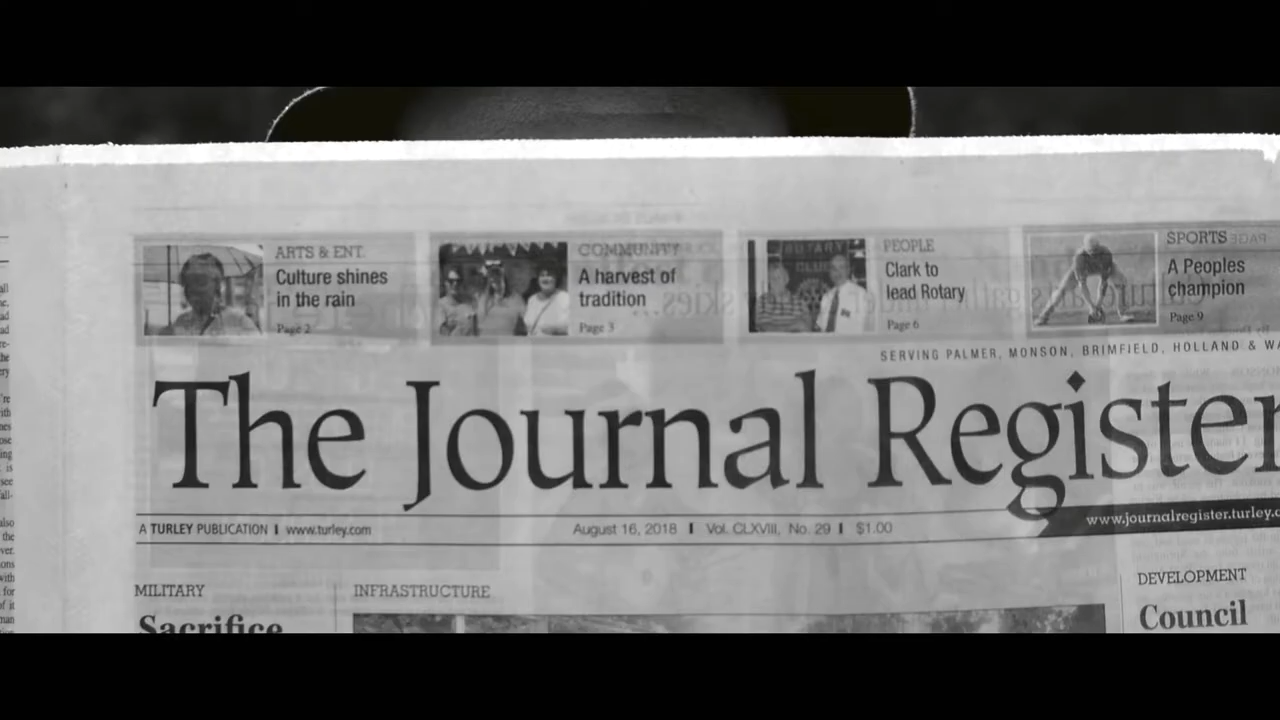 ARTS & ENT.
Culture shines
in the rain
Page 2
COMMUNITY
A harvest of
tradition
Page 3
PEOPLE
Clark to
lead Rotary
Page 6
SPORTS
A Peoples
champion
Page 9
SERVING PALMER, MONSON, BRIMFIELD, HOLLAND &
The Journal Register
A TURLEY PUBLICATION I www.turley.com
August 16, 2018 I Vol. CLXVIII, No. 29 I $1.00
www.journalregister.turley.c
MILITARY
Sacrifice
INFRASTRUCTURE
DEVELOPMENT
Council